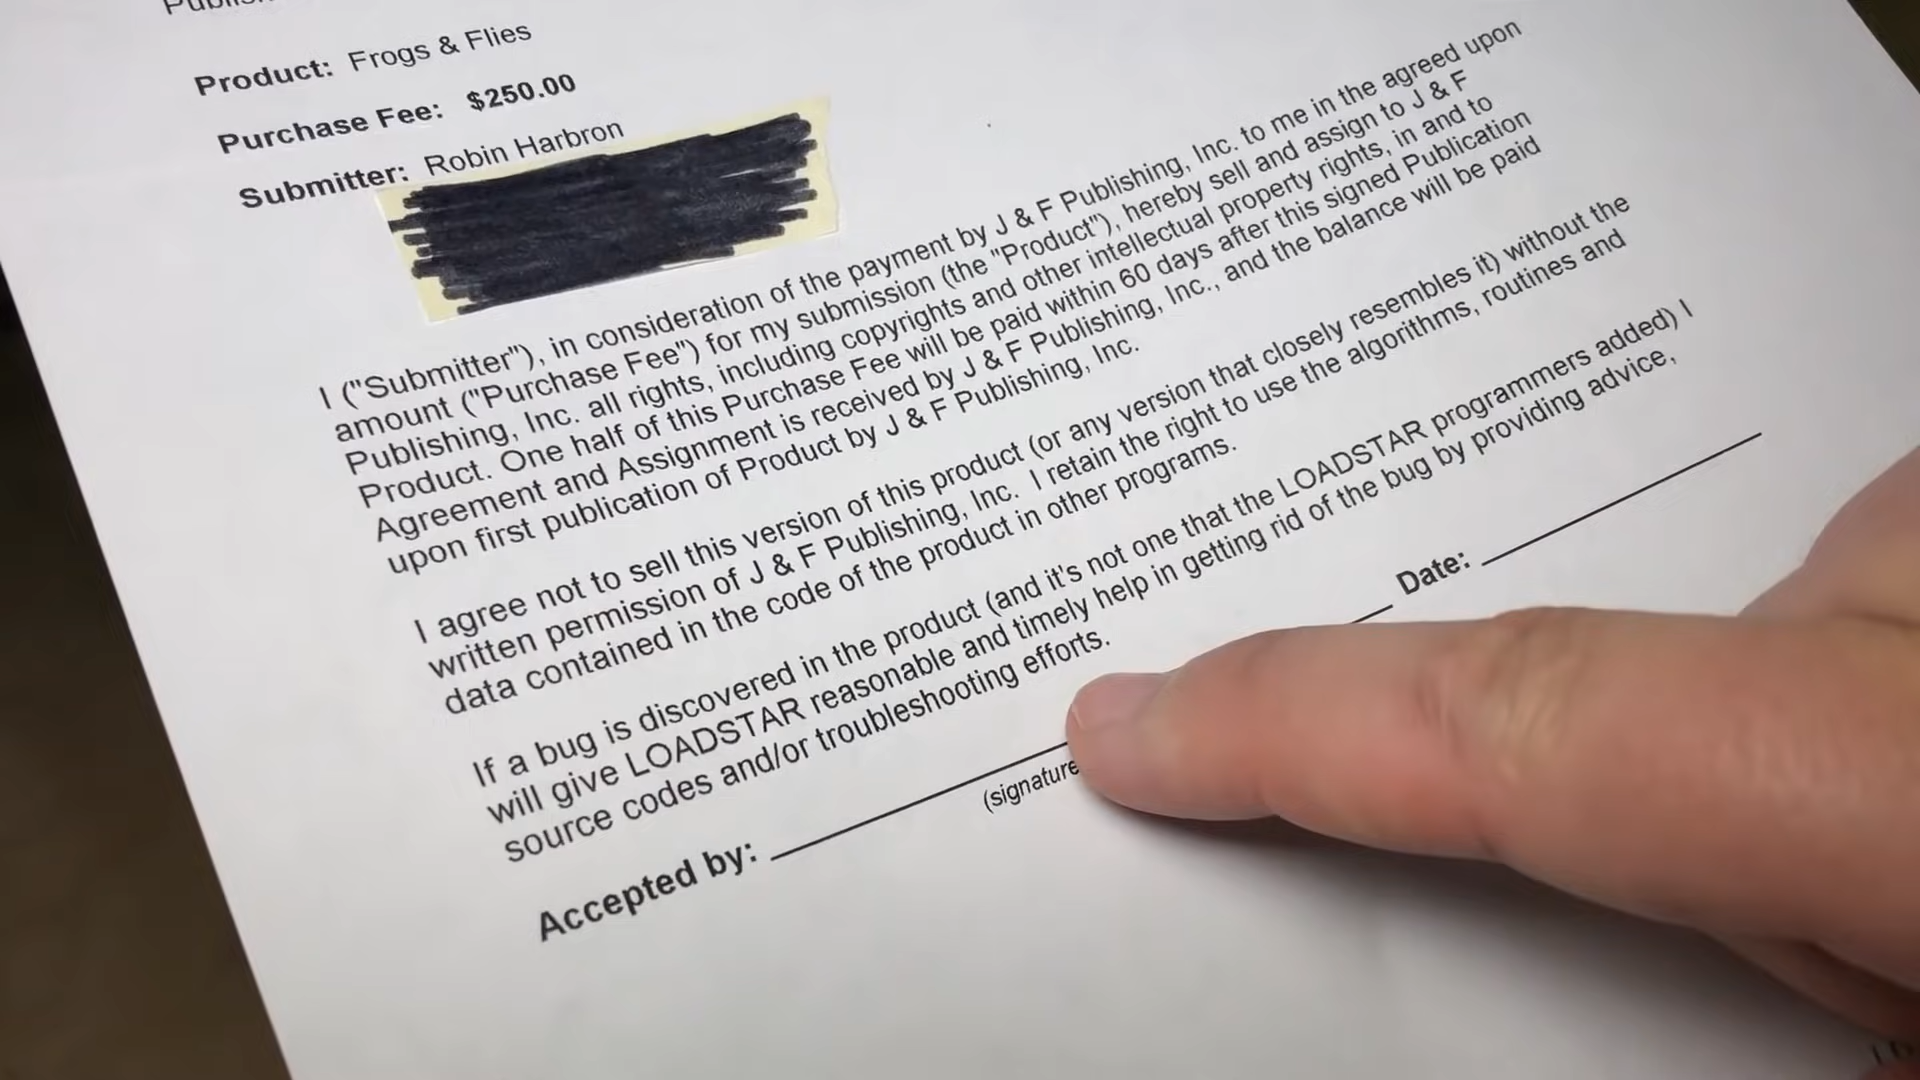 Product: Frogs & Flies
Purchase Fee: $250.00
Submitter: Robin Harbron
I ("Submitter"), in consideration of the payment by J & F Publishing, Inc. to me in the agreed upon
amount ("Purchase Fee") for my submission (the "Product"), hereby sell and assign to J & F
Publishing, Inc. all rights, including copyrights and other intellectual property rights, in and to
Product. One half of this Purchase Fee will be paid within 60 days after this signed Publication
Agreement and Assignment is received by J & F Publishing, Inc., and the balance will be paid
upon first publication of Product by J & F Publishing, Inc.
I agree not to sell this version of this product (or any version that closely resembles it) without the
written permission of J & F Publishing, Inc. I retain the right to use the algorithms, routines and
data contained in the code of the product in other programs.
If a bug is discovered in the product (and it's not one that the LOADSTAR programmers added) I
will give LOADSTAR reasonable and timely help in getting rid of the bug by providing advice,
source codes and/or troubleshooting efforts.
Accepted by: Date:
(signature